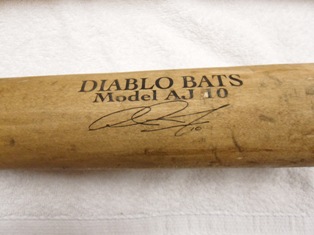 DIABLO BATS
Model AJ 10